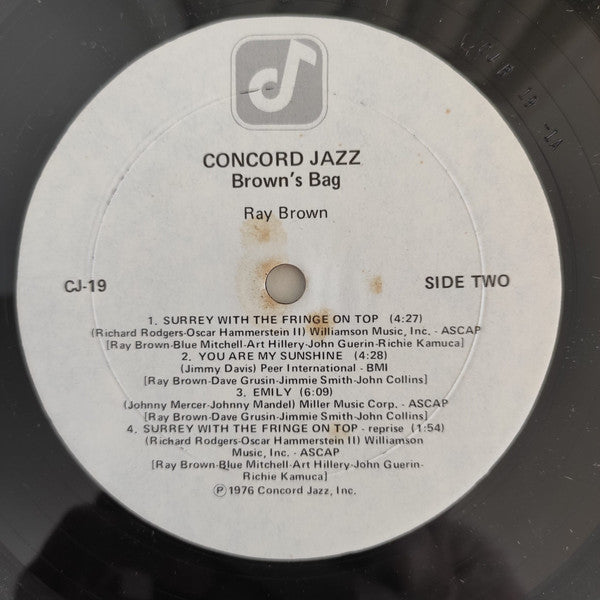 CONCORD JAZZ
Brown's Bag
Ray Brown
CJ-19
SIDE TWO
1. SURREY WITH THE FRINGE ON TOP (4:27)
(Richard Rodgers-Oscar Hammerstein II) Williamson Music, Inc. - ASCAP
[Ray Brown-Blue Mitchell-Art Hillery-John Guerin-Richie Kamuca]
2. YOU ARE MY SUNSHINE (4:28)
(Jimmy Davis) Peer International - BMI
[Ray Brown-Dave Grusin-Jimmie Smith-John Collins]
3. EMILY (6:09)
(Johnny Mercer-Johnny Mandel) Miller Music Corp. - ASCAP
[Ray Brown-Dave Grusin-Jimmie Smith-John Collins]
4. SURREY WITH THE FRINGE ON TOP - reprise (1:54)
(Richard Rodgers-Oscar Hammerstein II) Williamson
Music, Inc. - ASCAP
[Ray Brown-Blue Mitchell-Art Hillery-John Guerin-
Richie Kamuca]
Ⓟ1976 Concord Jazz, Inc.